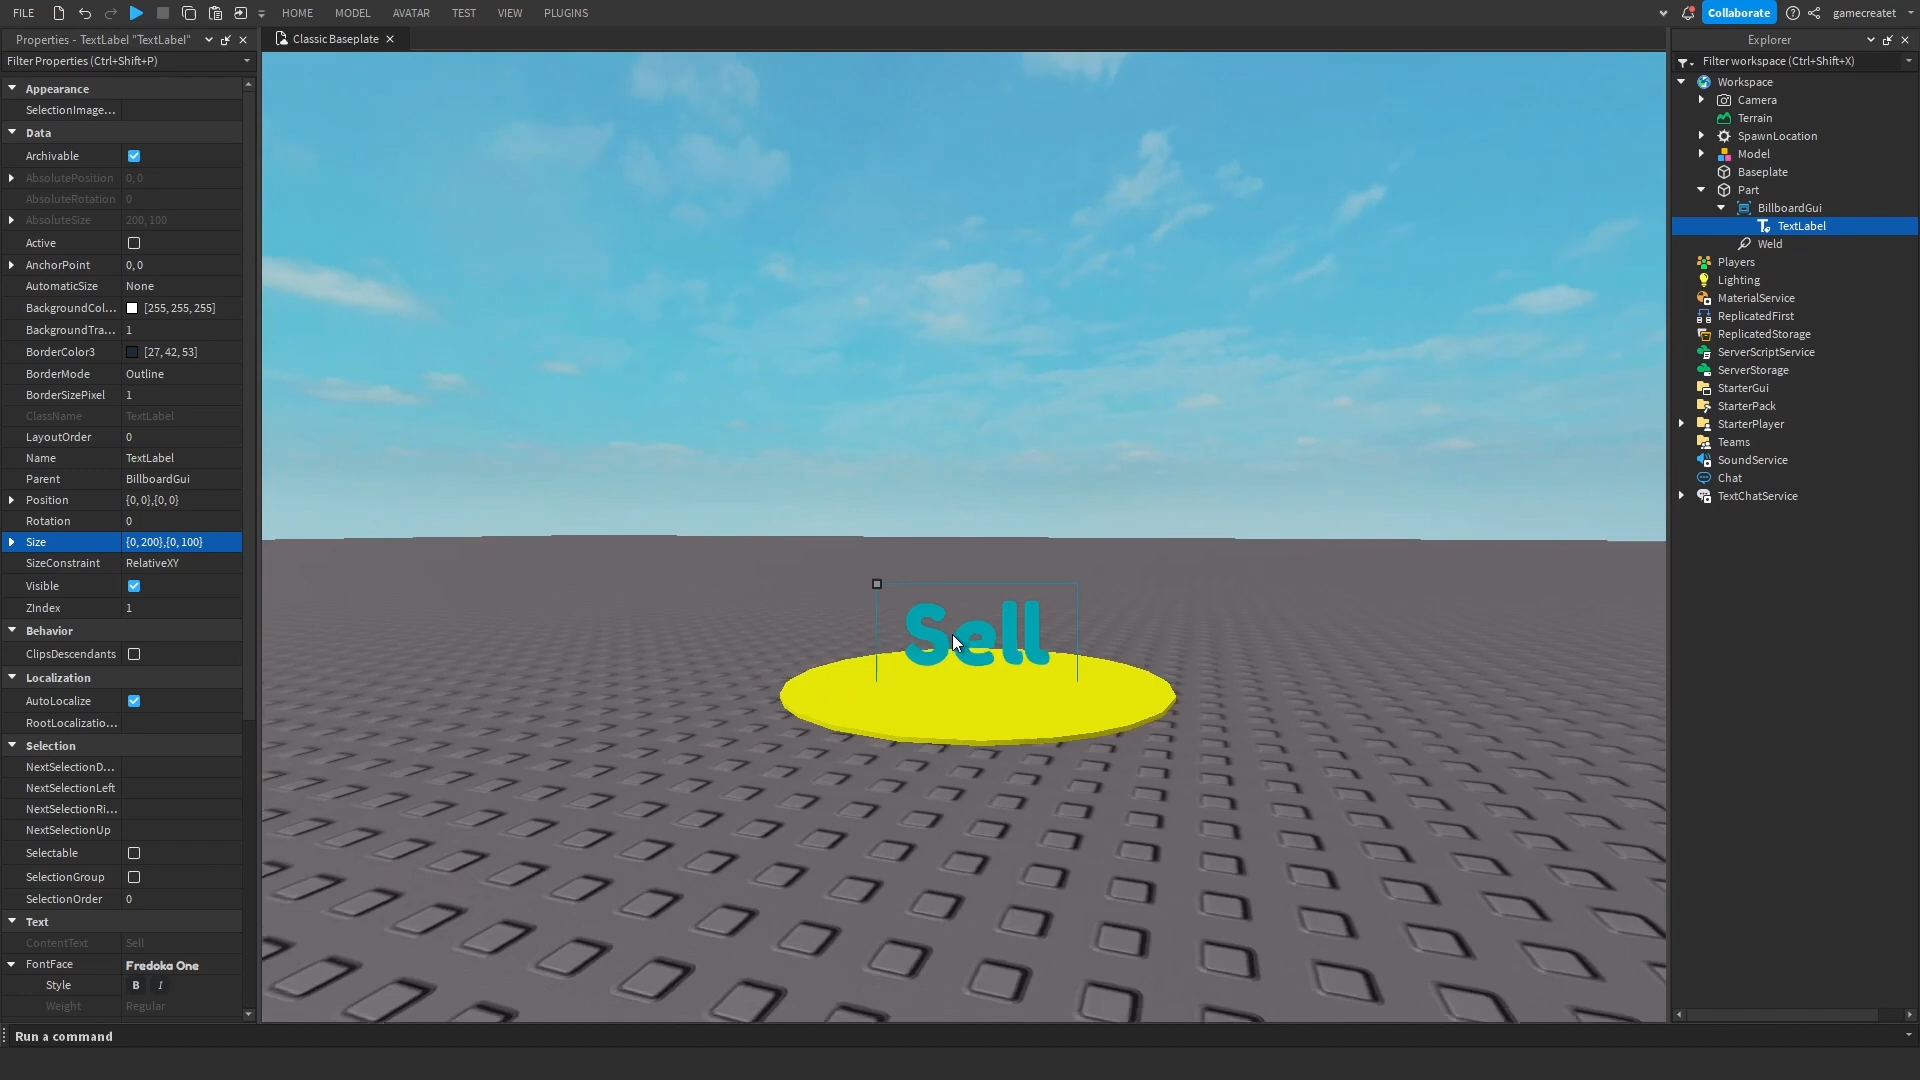 FILE
HOME
MODEL
AVATAR
TEST
VIEW
PLUGINS
Collaborate
gamecreatet
Properties - TextLabel "TextLabel"
Filter Properties (Ctrl+Shift+P)
Appearance
SelectionImage...
Data
Archivable
AbsolutePosition 0, 0
AbsoluteRotation 0
AbsoluteSize 200, 100
Active
AnchorPoint 0, 0
AutomaticSize None
BackgroundCol... [255, 255, 255]
BackgroundTra... 1
BorderColor3 [27, 42, 53]
BorderMode Outline
BorderSizePixel 1
ClassName TextLabel
LayoutOrder 0
Name TextLabel
Parent BillboardGui
Position {0, 0},{0, 0}
Rotation 0
Size {0, 200},{0, 100}
SizeConstraint RelativeXY
Visible
ZIndex 1
Behavior
ClipsDescendants
Localization
AutoLocalize
RootLocalizatio...
Selection
NextSelectionD...
NextSelectionLeft
NextSelectionRi...
NextSelectionUp
Selectable
SelectionGroup
SelectionOrder 0
Text
ContentText Sell
FontFace Fredoka One
Style B I
Weight Regular
Classic Baseplate
Sell
Explorer
Filter workspace (Ctrl+Shift+X)
Workspace
Camera
Terrain
SpawnLocation
Model
Baseplate
Part
BillboardGui
TextLabel
Weld
Players
Lighting
MaterialService
ReplicatedFirst
ReplicatedStorage
ServerScriptService
ServerStorage
StarterGui
StarterPack
StarterPlayer
Teams
SoundService
Chat
TextChatService
Run a command